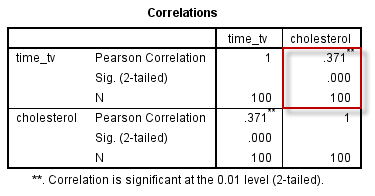 Correlations
time_tv cholesterol
time_tv Pearson Correlation 1 .371**
Sig. (2-tailed) .000
N 100 100
cholesterol Pearson Correlation .371** 1
Sig. (2-tailed) .000
N 100 100
**. Correlation is significant at the 0.01 level (2-tailed).